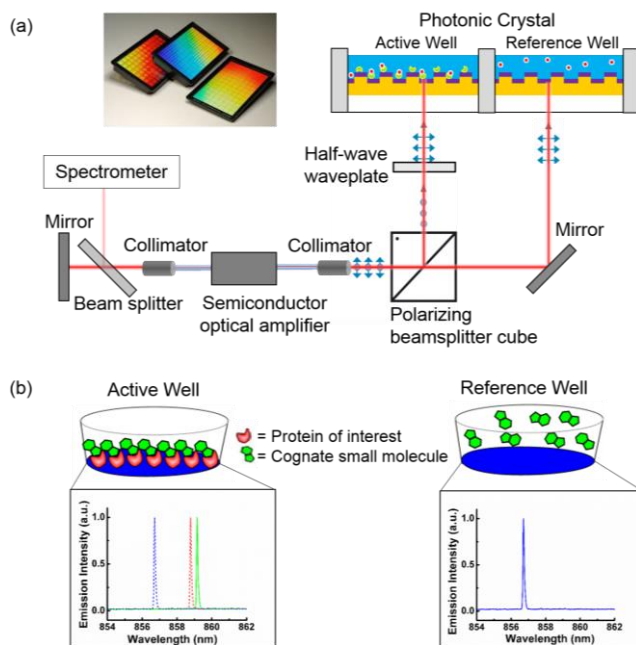 (a)
Photonic Crystal
Active Well
Reference Well
Half-wave
waveplate
Spectrometer
Mirror
Collimator
Collimator
Mirror
Beam splitter
Semiconductor
optical amplifier
Polarizing
beamsplitter cube
(b)
Active Well
Reference Well
= Protein of interest
= Cognate small molecule
Emission Intensity (a.u.)
1.0
0.5
0.0
854 856 858 860 862
Wavelength (nm)
Emission Intensity (a.u.)
1.0
0.5
0.0
854 856 858 860 862
Wavelength (nm)